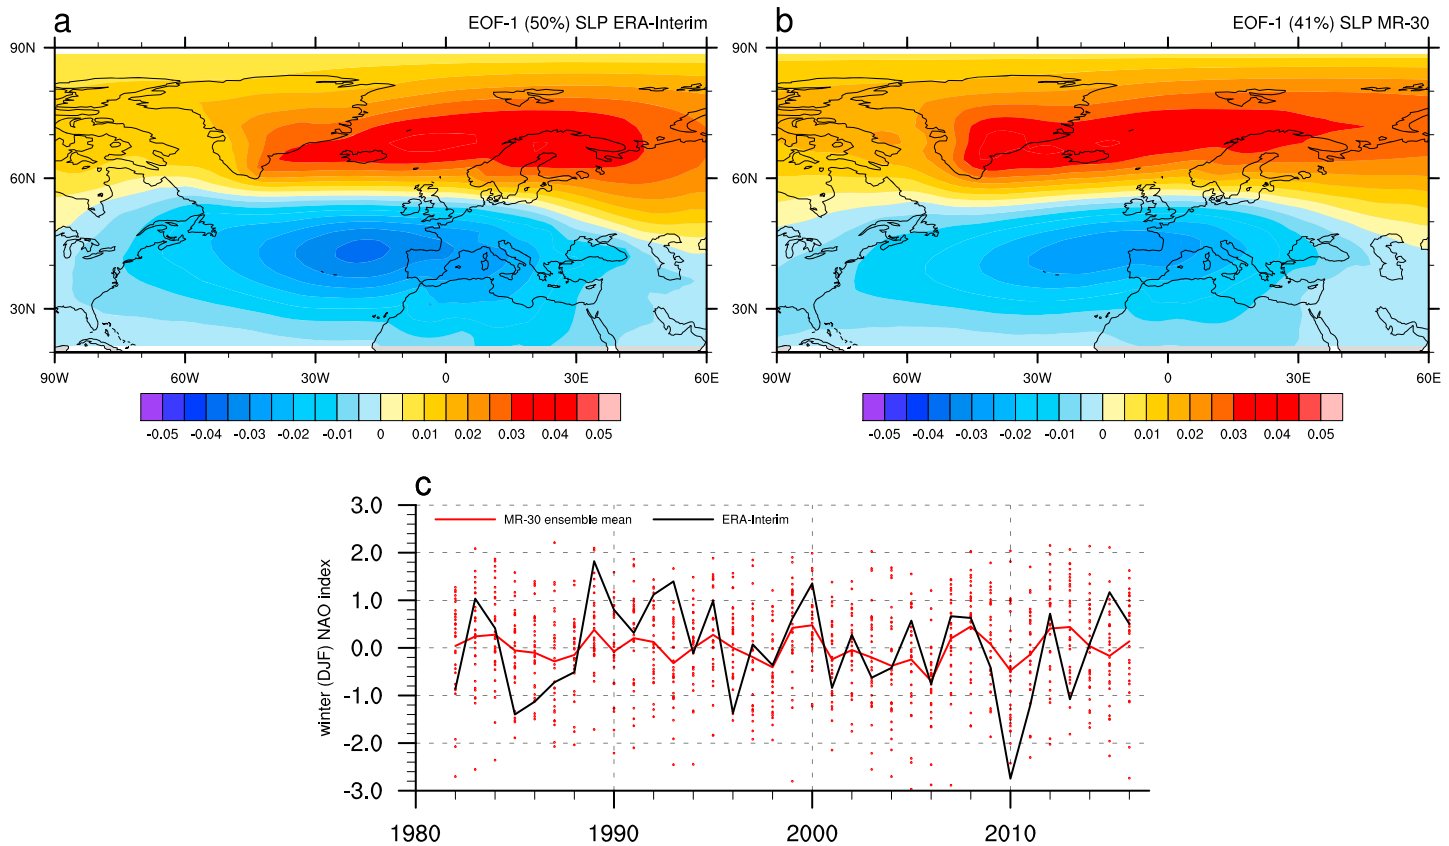 a
EOF-1 (50%) SLP ERA-Interim
90N
60N
30N
90W 60W 30W 0 30E 60E
-0.05 -0.04 -0.03 -0.02 -0.01 0 0.01 0.02 0.03 0.04 0.05
b
EOF-1 (41%) SLP MR-30
90N
60N
30N
90W 60W 30W 0 30E 60E
-0.05 -0.04 -0.03 -0.02 -0.01 0 0.01 0.02 0.03 0.04 0.05
c
MR-30 ensemble mean
ERA-Interim
winter (DJF) NAO index
3.0
2.0
1.0
0.0
-1.0
-2.0
-3.0
1980 1990 2000 2010